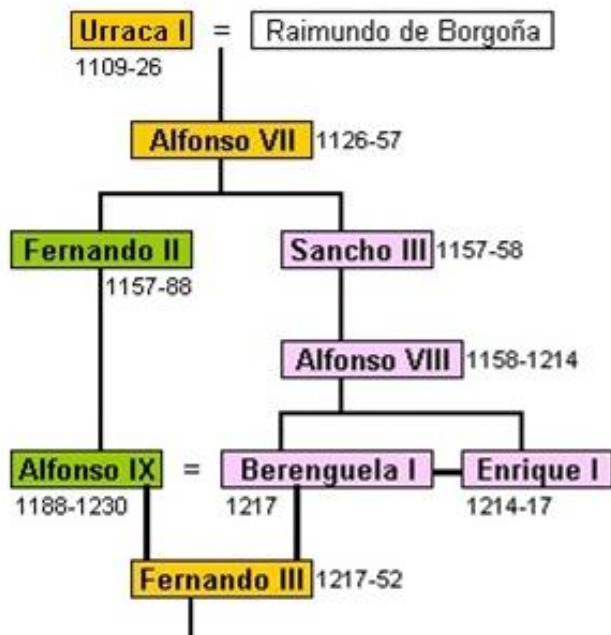 Urraca I = Raimundo de Borgoña
1109-26
Alfonso VII 1126-57
Fernando II Sancho III 1157-58
1157-88
Alfonso VIII 1158-1214
Alfonso IX = Berenguela I Enrique I
1188-1230 1217 1214-17
Fernando III 1217-52